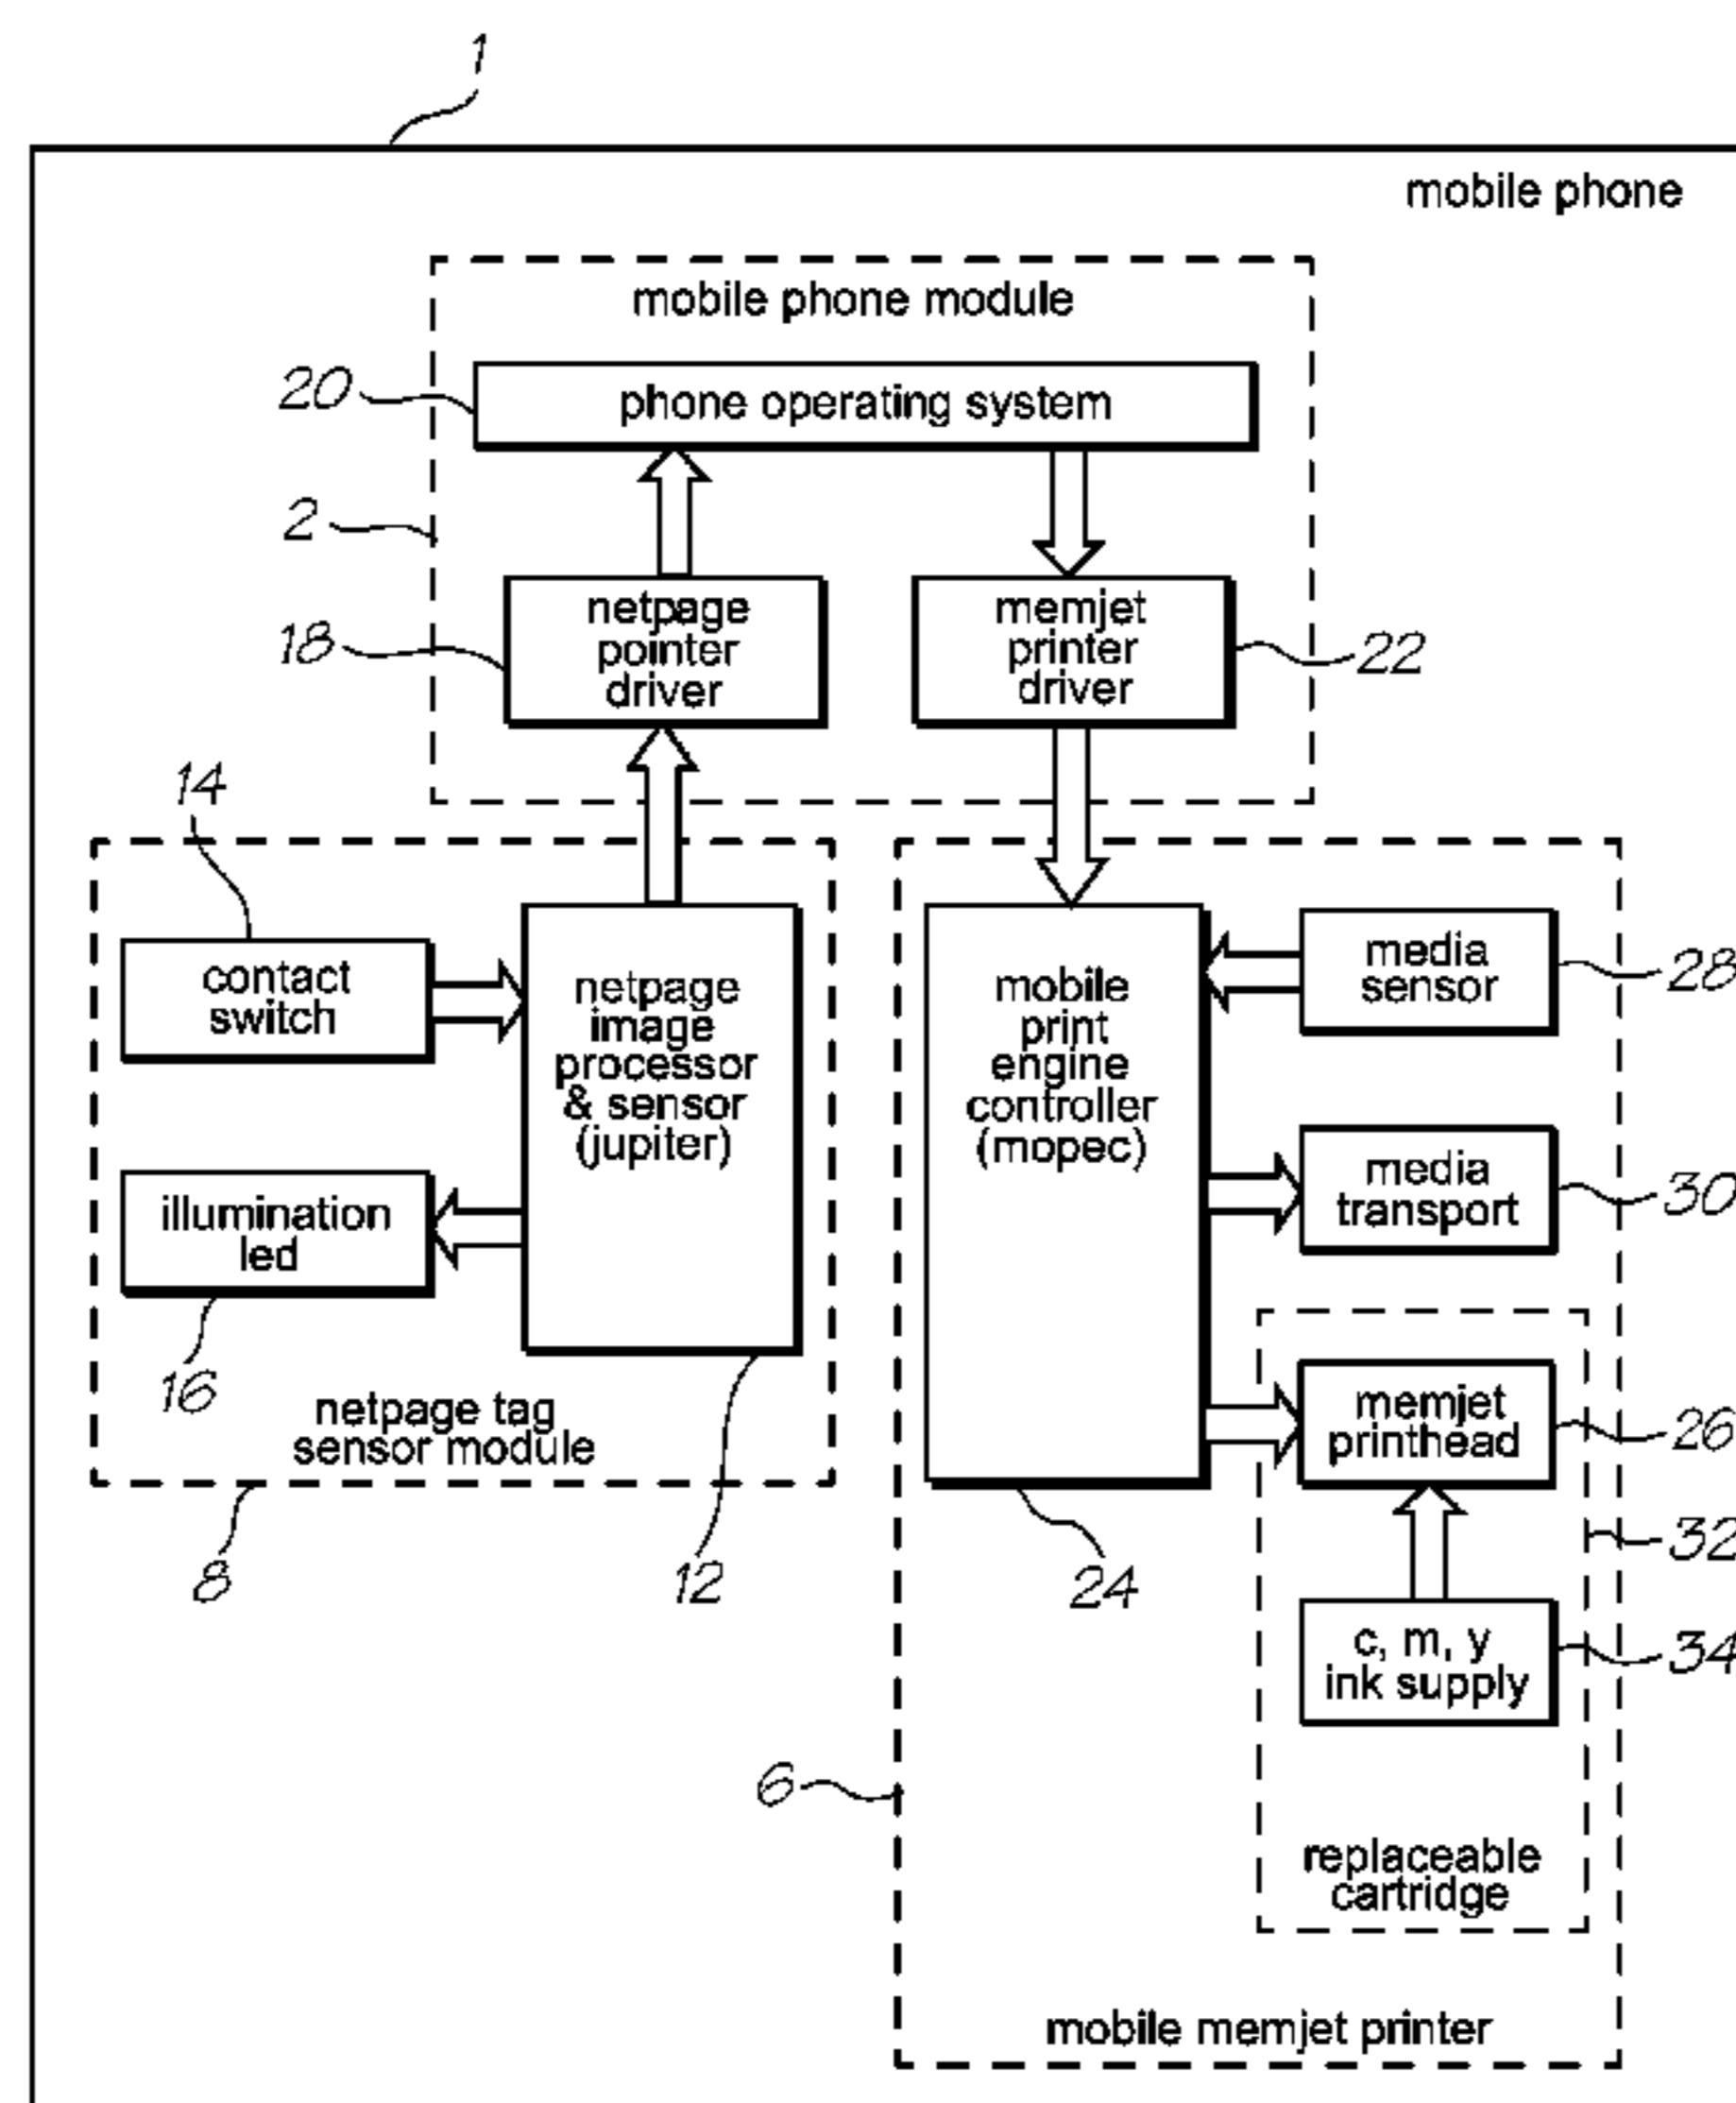 1
mobile phone
mobile phone module
20
phone operating system
2
18
netpage
pointer
driver
memjet
printer
driver
22
14
contact
switch
netpage
image
processor
& sensor
(jupiter)
illumination
led
16
netpage tag
sensor module
8
12
mobile
print
engine
controller
(mopec)
24
media
sensor
28
media
transport
30
memjet
printhead
26
32
c, m, y
ink supply
34
6
replaceable
cartridge
mobile memjet printer